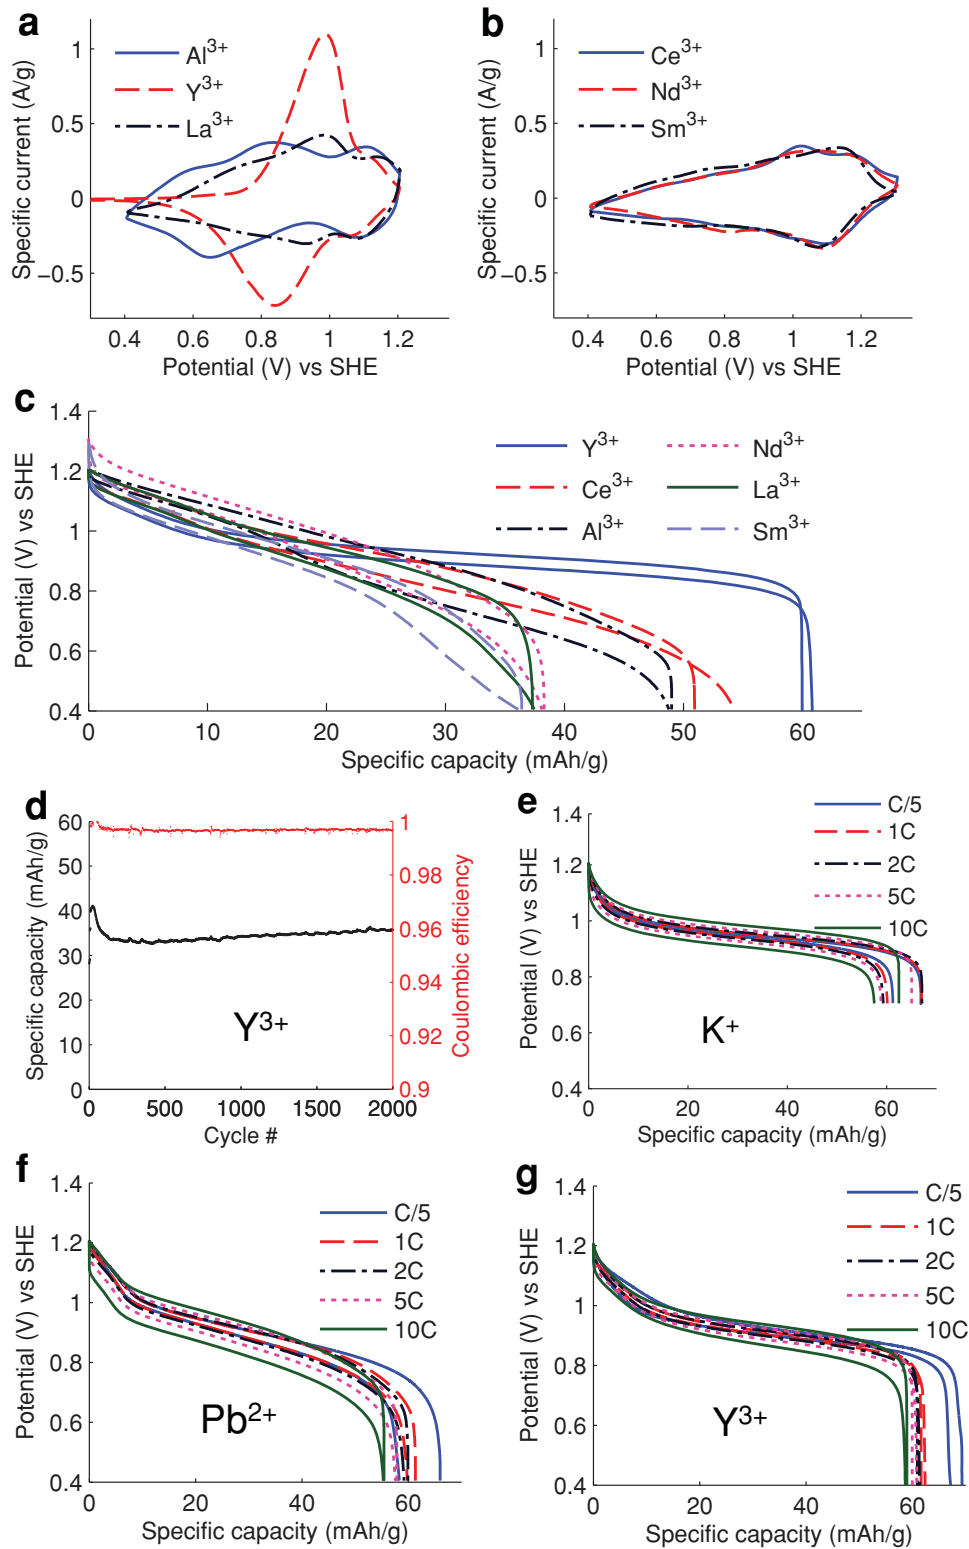 a
Specific current (A/g)
1
0.5
0
−0.5
Al3+
Y3+
La3+
0.4 0.6 0.8 1 1.2
Potential (V) vs SHE
b
Specific current (A/g)
1
0.5
0
−0.5
Ce3+
Nd3+
Sm3+
0.4 0.6 0.8 1 1.2
Potential (V) vs SHE
c
Potential (V) vs SHE
1.4
1.2
1
0.8
0.6
0.4
Y3+ Nd3+
Ce3+ La3+
Al3+ Sm3+
0 10 20 30 40 50 60
Specific capacity (mAh/g)
d
Specific capacity (mAh/g)
60
50
40
30
20
10
0
1
0.98
0.96
0.94
0.92
0.9
Coulombic efficiency
Y3+
0 500 1000 1500 2000
Cycle #
e
Potential (V) vs SHE
1.4
1.2
1
0.8
0.6
0.4
C/5
1C
2C
5C
10C
K+
0 20 40 60
Specific capacity (mAh/g)
f
Potential (V) vs SHE
1.4
1.2
1
0.8
0.6
0.4
C/5
1C
2C
5C
10C
Pb2+
0 20 40 60
Specific capacity (mAh/g)
g
Potential (V) vs SHE
1.4
1.2
1
0.8
0.6
0.4
C/5
1C
2C
5C
10C
Y3+
0 20 40 60
Specific capacity (mAh/g)